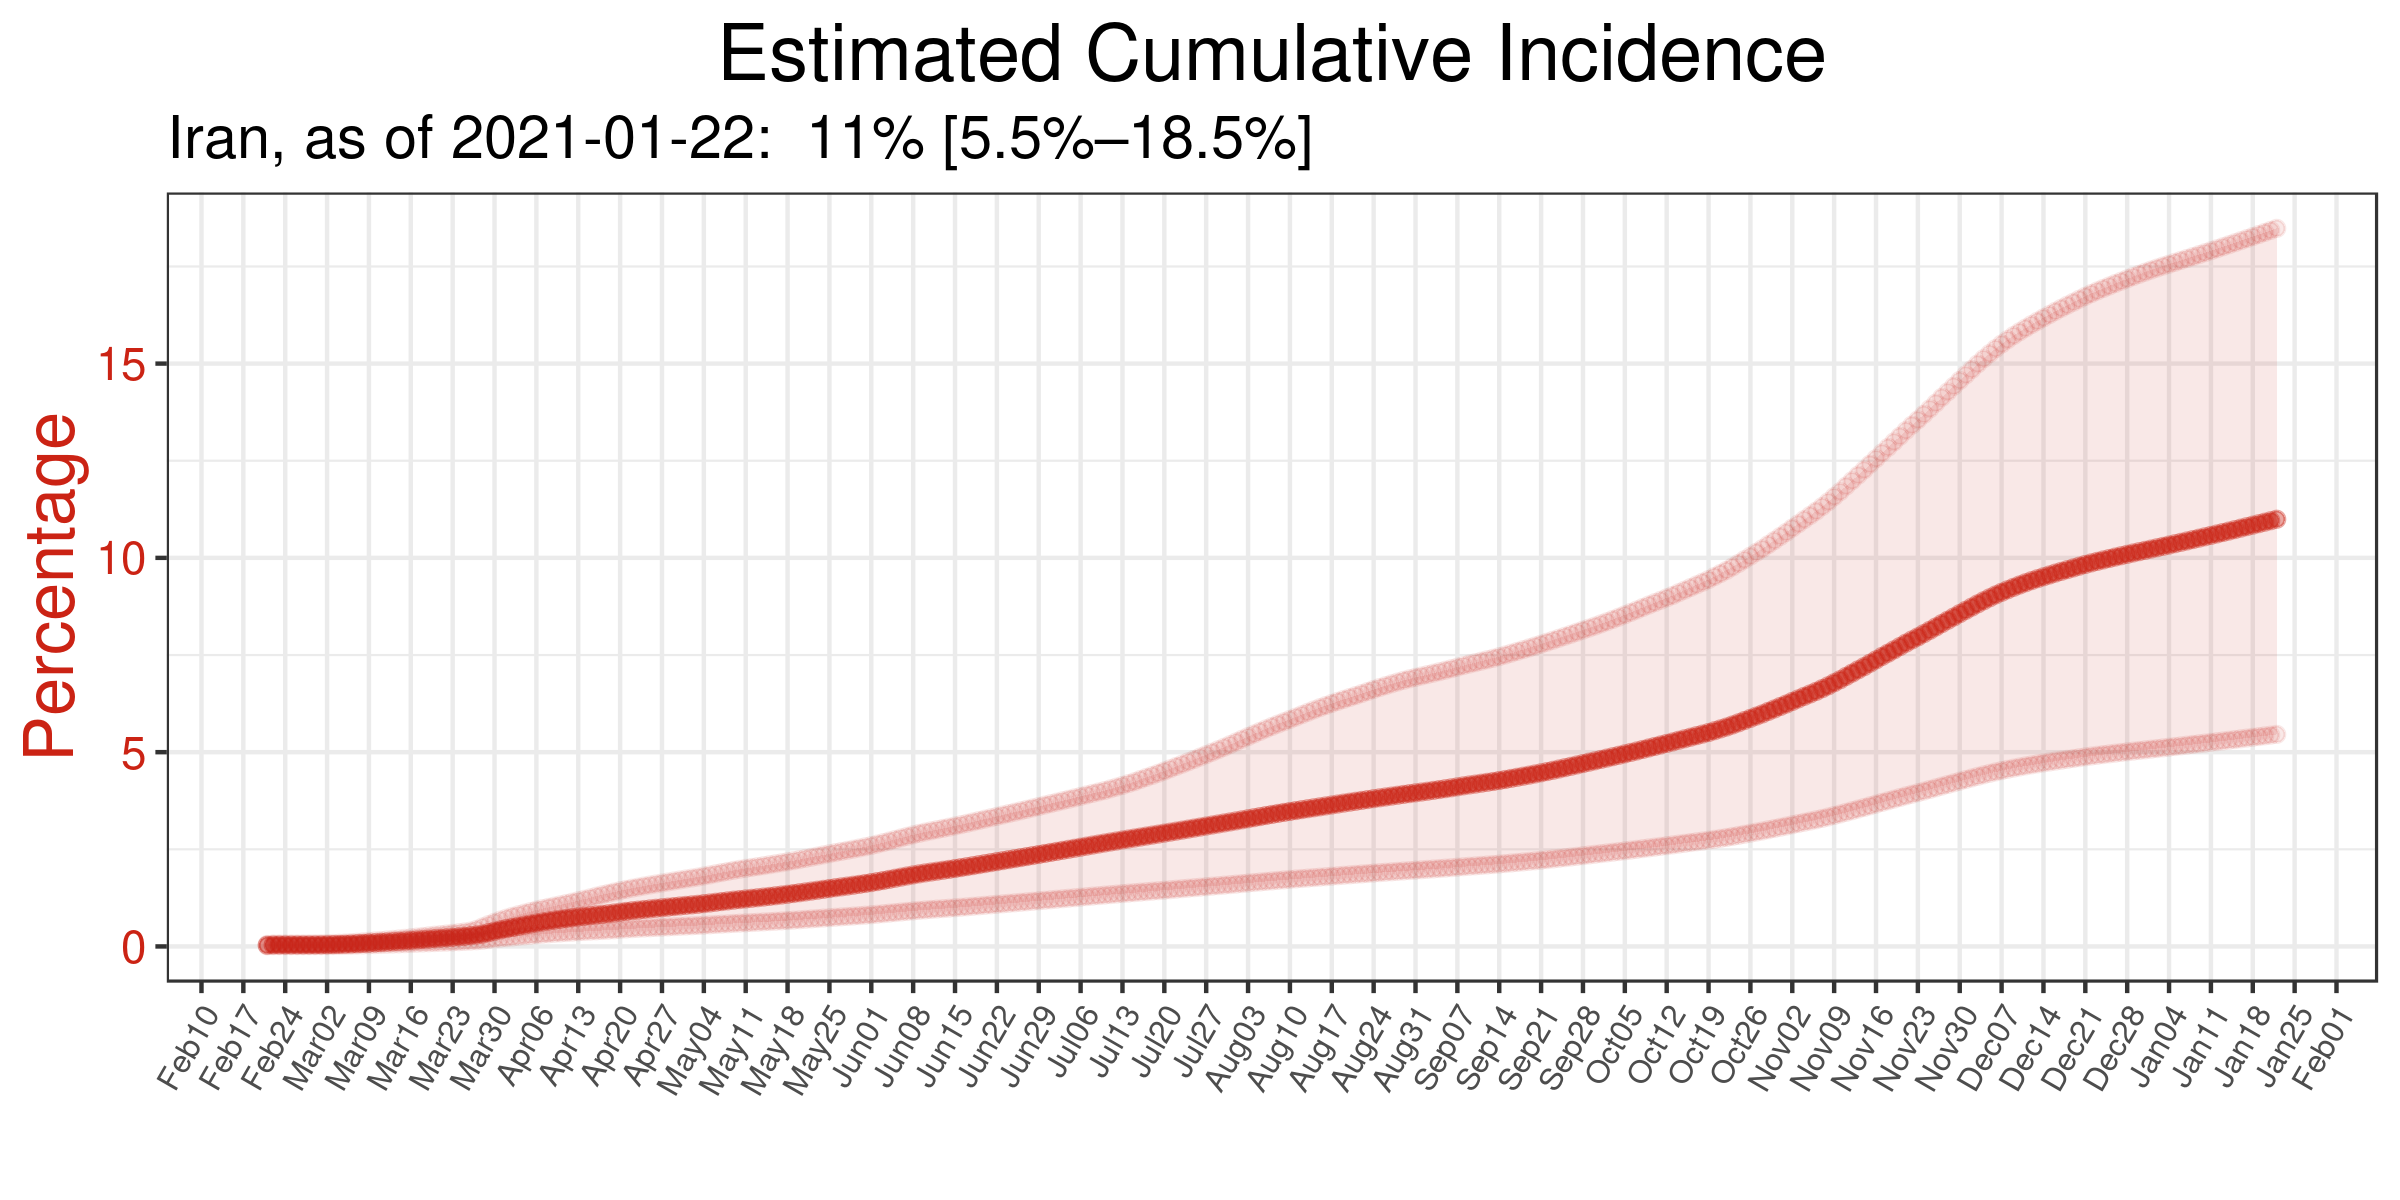 Estimated Cumulative Incidence
Iran, as of 2021-01-22:  11% [5.5%–18.5%]
Percentage
15
10
5
0
Feb10
Feb17
Feb24
Mar02
Mar09
Mar16
Mar23
Mar30
Apr06
Apr13
Apr20
Apr27
May04
May11
May18
May25
Jun01
Jun08
Jun15
Jun22
Jun29
Jul06
Jul13
Jul20
Jul27
Aug03
Aug10
Aug17
Aug24
Aug31
Sep07
Sep14
Sep21
Sep28
Oct05
Oct12
Oct19
Oct26
Nov02
Nov09
Nov16
Nov23
Nov30
Dec07
Dec14
Dec21
Dec28
Jan04
Jan11
Jan18
Jan25
Feb01